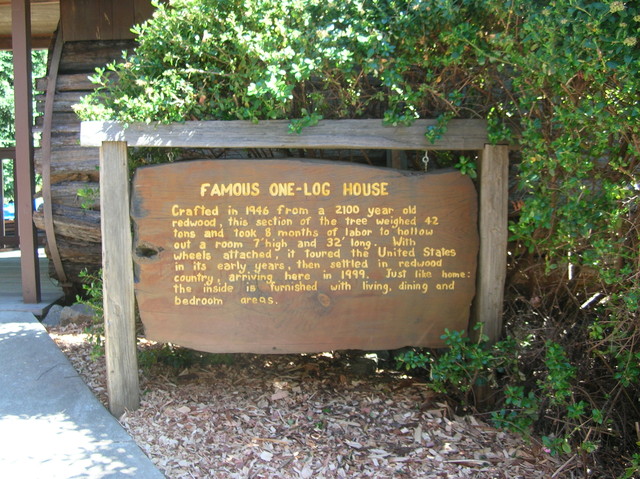 FAMOUS ONE-LOG HOUSE
Crafted in 1946 from a 2100 year old
redwood, this section of the tree weighed 42
tons and took 8 months of labor to hollow
out a room 7' high and 32' long. With
wheels attached, it toured the United States
in its early years, then settled in redwood
country, arriving here in 1999. Just like home:
the inside is furnished with living, dining and
bedroom areas.